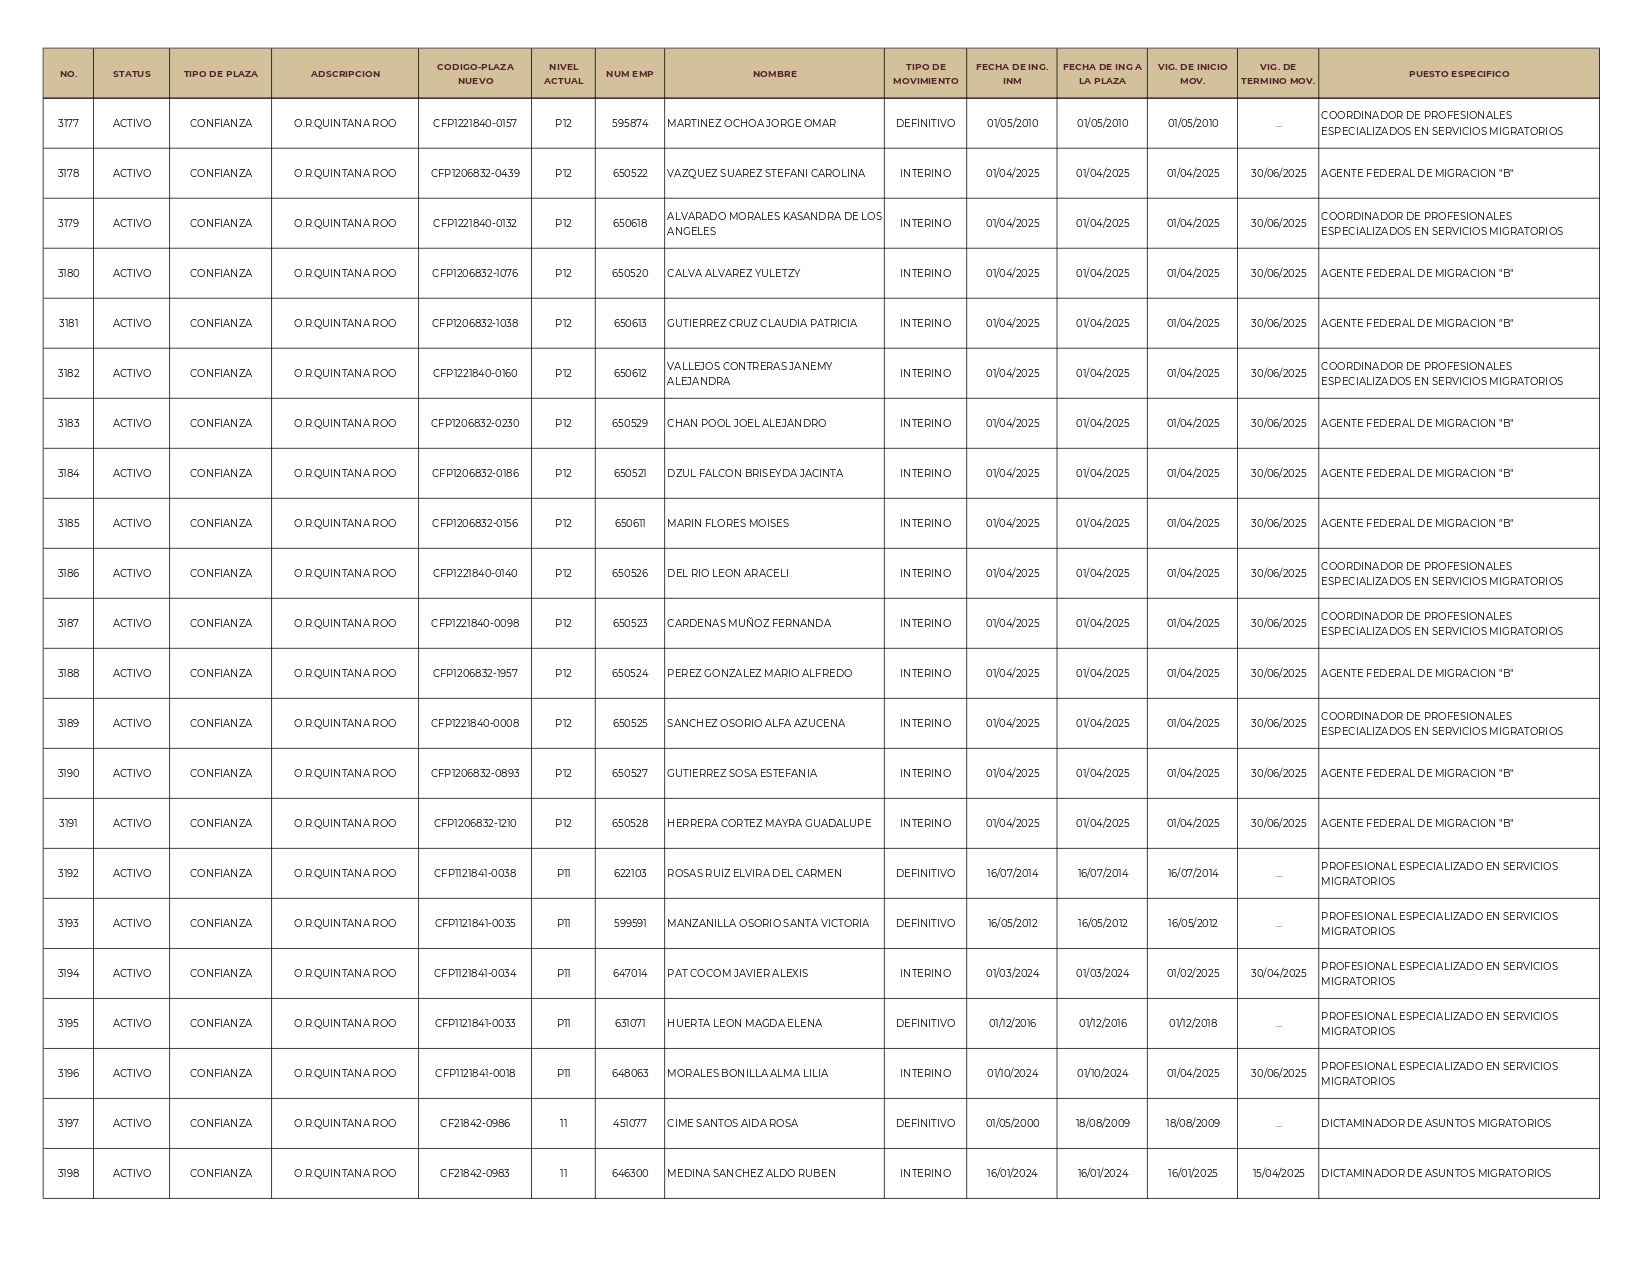 NO. STATUS TIPO DE PLAZA ADSCRIPCION CODIGO-PLAZA NUEVO NIVEL ACTUAL NUM EMP NOMBRE TIPO DE MOVIMIENTO FECHA DE ING. INM FECHA DE ING A LA PLAZA VIG. DE INICIO MOV. VIG. DE TERMINO MOV. PUESTO ESPECIFICO
3177 ACTIVO CONFIANZA O.R.QUINTANA ROO CFP1221840-0157 P12 595874 MARTINEZ OCHOA JORGE OMAR DEFINITIVO 01/05/2010 01/05/2010 01/05/2010 ... COORDINADOR DE PROFESIONALES ESPECIALIZADOS EN SERVICIOS MIGRATORIOS
3178 ACTIVO CONFIANZA O.R.QUINTANA ROO CFP1206832-0439 P12 650522 VAZQUEZ SUAREZ STEFANI CAROLINA INTERINO 01/04/2025 01/04/2025 01/04/2025 30/06/2025 AGENTE FEDERAL DE MIGRACION "B"
3179 ACTIVO CONFIANZA O.R.QUINTANA ROO CFP1221840-0132 P12 650618 ALVARADO MORALES KASANDRA DE LOS ANGELES INTERINO 01/04/2025 01/04/2025 01/04/2025 30/06/2025 COORDINADOR DE PROFESIONALES ESPECIALIZADOS EN SERVICIOS MIGRATORIOS
3180 ACTIVO CONFIANZA O.R.QUINTANA ROO CFP1206832-1076 P12 650520 CALVA ALVAREZ YULETZY INTERINO 01/04/2025 01/04/2025 01/04/2025 30/06/2025 AGENTE FEDERAL DE MIGRACION "B"
3181 ACTIVO CONFIANZA O.R.QUINTANA ROO CFP1206832-1038 P12 650613 GUTIERREZ CRUZ CLAUDIA PATRICIA INTERINO 01/04/2025 01/04/2025 01/04/2025 30/06/2025 AGENTE FEDERAL DE MIGRACION "B"
3182 ACTIVO CONFIANZA O.R.QUINTANA ROO CFP1221840-0160 P12 650612 VALLEJOS CONTRERAS JANEMY ALEJANDRA INTERINO 01/04/2025 01/04/2025 01/04/2025 30/06/2025 COORDINADOR DE PROFESIONALES ESPECIALIZADOS EN SERVICIOS MIGRATORIOS
3183 ACTIVO CONFIANZA O.R.QUINTANA ROO CFP1206832-0230 P12 650529 CHAN POOL JOEL ALEJANDRO INTERINO 01/04/2025 01/04/2025 01/04/2025 30/06/2025 AGENTE FEDERAL DE MIGRACION "B"
3184 ACTIVO CONFIANZA O.R.QUINTANA ROO CFP1206832-0186 P12 650521 DZUL FALCON BRISEYDA JACINTA INTERINO 01/04/2025 01/04/2025 01/04/2025 30/06/2025 AGENTE FEDERAL DE MIGRACION "B"
3185 ACTIVO CONFIANZA O.R.QUINTANA ROO CFP1206832-0156 P12 650611 MARIN FLORES MOISES INTERINO 01/04/2025 01/04/2025 01/04/2025 30/06/2025 AGENTE FEDERAL DE MIGRACION "B"
3186 ACTIVO CONFIANZA O.R.QUINTANA ROO CFP1221840-0140 P12 650526 DEL RIO LEON ARACELI INTERINO 01/04/2025 01/04/2025 01/04/2025 30/06/2025 COORDINADOR DE PROFESIONALES ESPECIALIZADOS EN SERVICIOS MIGRATORIOS
3187 ACTIVO CONFIANZA O.R.QUINTANA ROO CFP1221840-0098 P12 650523 CARDENAS MUÑOZ FERNANDA INTERINO 01/04/2025 01/04/2025 01/04/2025 30/06/2025 COORDINADOR DE PROFESIONALES ESPECIALIZADOS EN SERVICIOS MIGRATORIOS
3188 ACTIVO CONFIANZA O.R.QUINTANA ROO CFP1206832-1957 P12 650524 PEREZ GONZALEZ MARIO ALFREDO INTERINO 01/04/2025 01/04/2025 01/04/2025 30/06/2025 AGENTE FEDERAL DE MIGRACION "B"
3189 ACTIVO CONFIANZA O.R.QUINTANA ROO CFP1221840-0008 P12 650525 SANCHEZ OSORIO ALFA AZUCENA INTERINO 01/04/2025 01/04/2025 01/04/2025 30/06/2025 COORDINADOR DE PROFESIONALES ESPECIALIZADOS EN SERVICIOS MIGRATORIOS
3190 ACTIVO CONFIANZA O.R.QUINTANA ROO CFP1206832-0893 P12 650527 GUTIERREZ SOSA ESTEFANIA INTERINO 01/04/2025 01/04/2025 01/04/2025 30/06/2025 AGENTE FEDERAL DE MIGRACION "B"
3191 ACTIVO CONFIANZA O.R.QUINTANA ROO CFP1206832-1210 P12 650528 HERRERA CORTEZ MAYRA GUADALUPE INTERINO 01/04/2025 01/04/2025 01/04/2025 30/06/2025 AGENTE FEDERAL DE MIGRACION "B"
3192 ACTIVO CONFIANZA O.R.QUINTANA ROO CFP1121841-0038 P11 622103 ROSAS RUIZ ELVIRA DEL CARMEN DEFINITIVO 16/07/2014 16/07/2014 16/07/2014 ... PROFESIONAL ESPECIALIZADO EN SERVICIOS MIGRATORIOS
3193 ACTIVO CONFIANZA O.R.QUINTANA ROO CFP1121841-0035 P11 599591 MANZANILLA OSORIO SANTA VICTORIA DEFINITIVO 16/05/2012 16/05/2012 16/05/2012 ... PROFESIONAL ESPECIALIZADO EN SERVICIOS MIGRATORIOS
3194 ACTIVO CONFIANZA O.R.QUINTANA ROO CFP1121841-0034 P11 647014 PAT COCOM JAVIER ALEXIS INTERINO 01/03/2024 01/03/2024 01/02/2025 30/04/2025 PROFESIONAL ESPECIALIZADO EN SERVICIOS MIGRATORIOS
3195 ACTIVO CONFIANZA O.R.QUINTANA ROO CFP1121841-0033 P11 631071 HUERTA LEON MAGDA ELENA DEFINITIVO 01/12/2016 01/12/2016 01/12/2018 ... PROFESIONAL ESPECIALIZADO EN SERVICIOS MIGRATORIOS
3196 ACTIVO CONFIANZA O.R.QUINTANA ROO CFP1121841-0018 P11 648063 MORALES BONILLA ALMA LILIA INTERINO 01/10/2024 01/10/2024 01/04/2025 30/06/2025 PROFESIONAL ESPECIALIZADO EN SERVICIOS MIGRATORIOS
3197 ACTIVO CONFIANZA O.R.QUINTANA ROO CF21842-0986 11 451077 CIME SANTOS AIDA ROSA DEFINITIVO 01/05/2000 18/08/2009 18/08/2009 ... DICTAMINADOR DE ASUNTOS MIGRATORIOS
3198 ACTIVO CONFIANZA O.R.QUINTANA ROO CF21842-0983 11 646300 MEDINA SANCHEZ ALDO RUBEN INTERINO 16/01/2024 16/01/2024 16/01/2025 15/04/2025 DICTAMINADOR DE ASUNTOS MIGRATORIOS